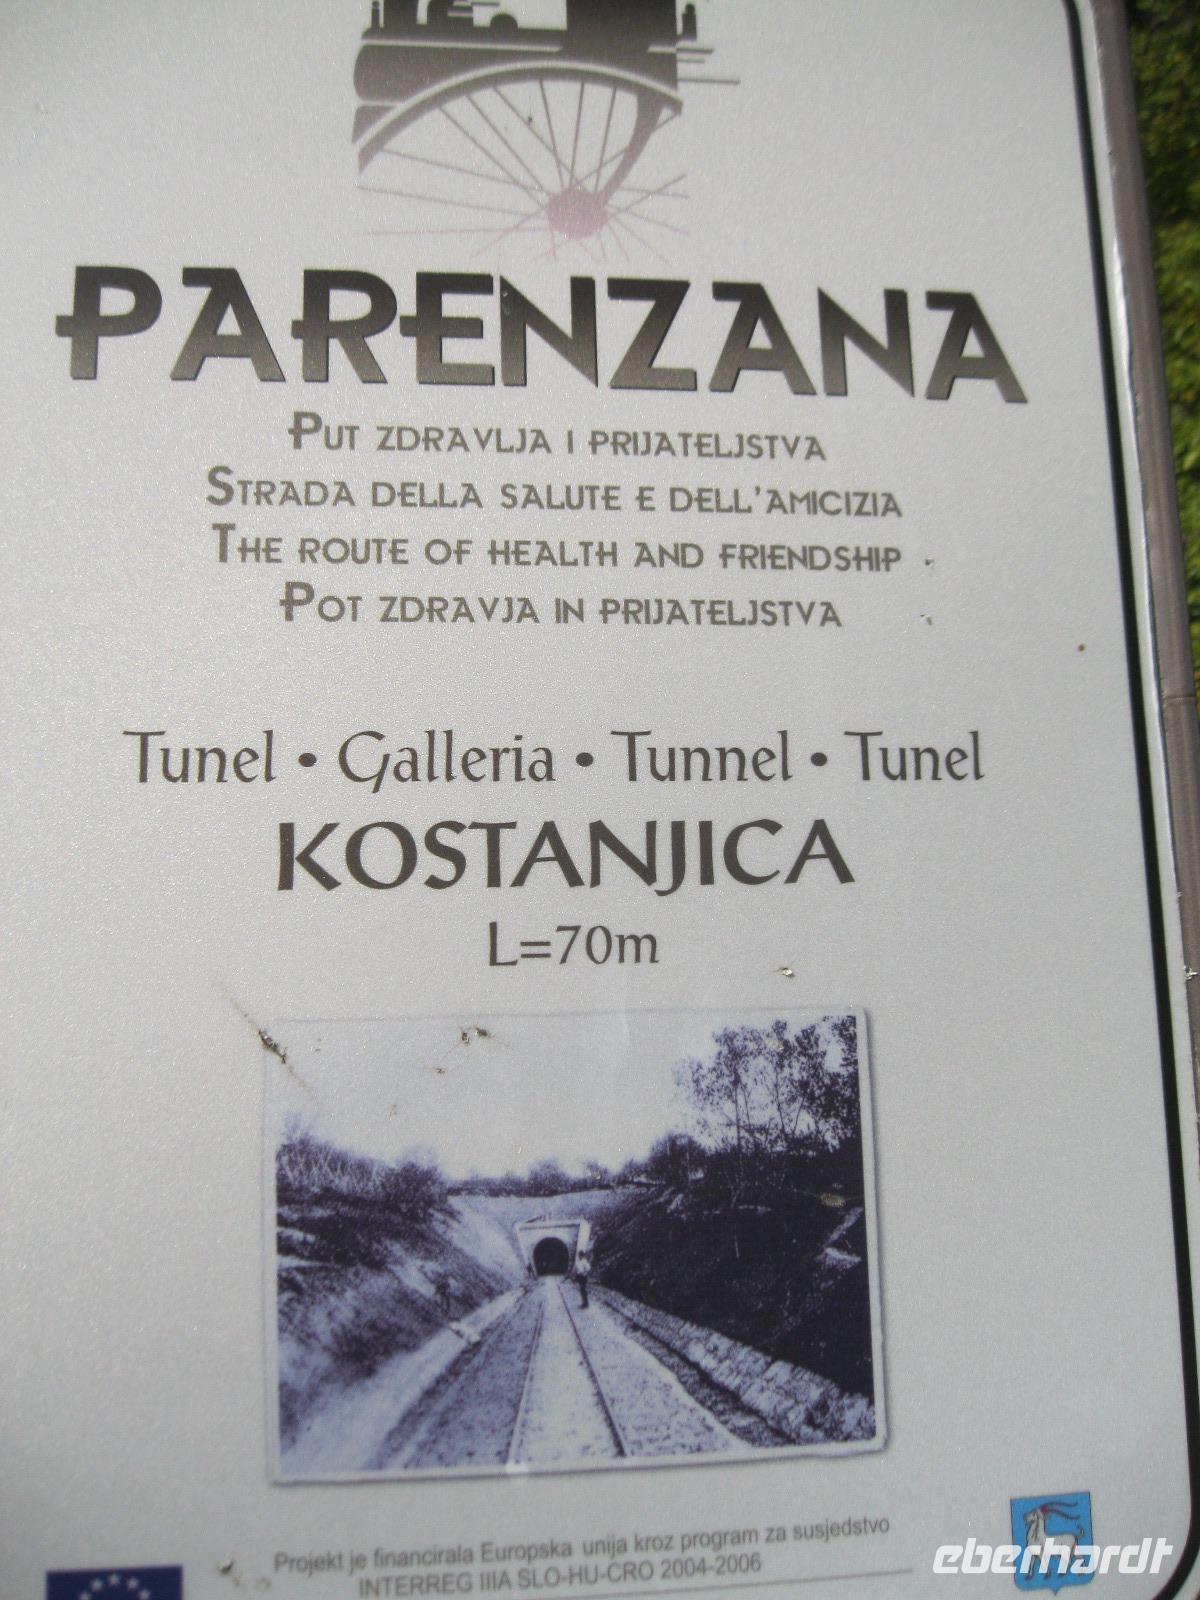 PARENZANA
PUT ZDRAVLJA I PRIJATELJSTVA
STRADA DELLA SALUTE E DELL'AMICIZIA
THE ROUTE OF HEALTH AND FRIENDSHIP
POT ZDRAVJA IN PRIJATELJSTVA
Tunel • Galleria • Tunnel • Tunel
KOSTANJICA
L=70m
Projekt je financirala Europska unija kroz program za susjedstvo
INTERREG IIIA SLO-HU-CRO 2004-2006
eberhardt